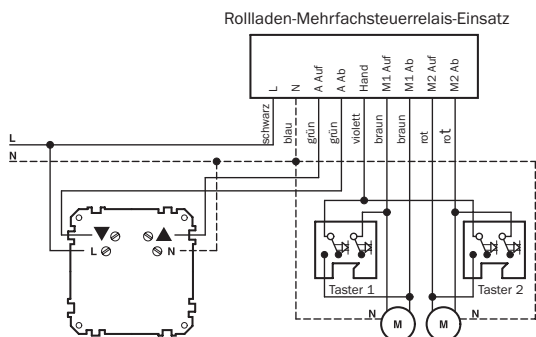 Rollladen-Mehrfachsteuerrelais-Einsatz
L
N
A Auf
A Ab
Hand
M1 Auf
M1 Ab
M2 Auf
M2 Ab
schwarz
blau
grün
grün
violett
braun
braun
rot
rot
L
N
L
N
Taster 1
Taster 2
N
M
M
N